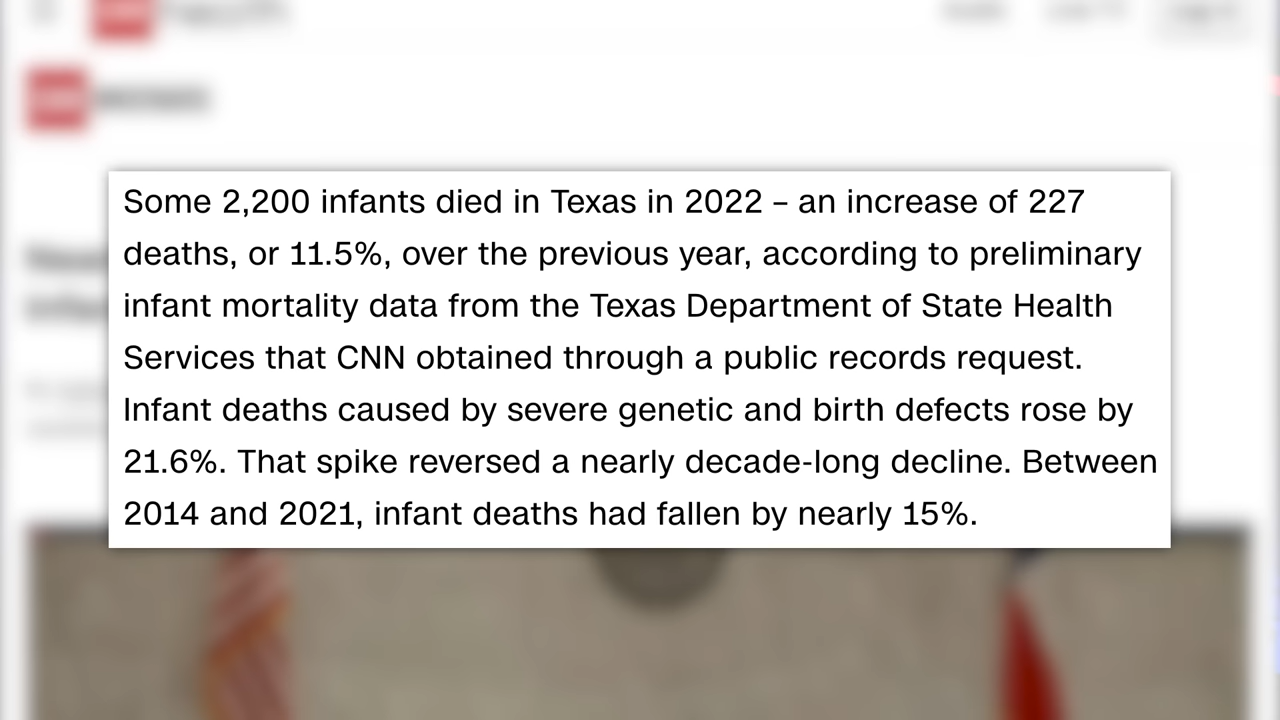 Some 2,200 infants died in Texas in 2022 – an increase of 227
deaths, or 11.5%, over the previous year, according to preliminary
infant mortality data from the Texas Department of State Health
Services that CNN obtained through a public records request.
Infant deaths caused by severe genetic and birth defects rose by
21.6%. That spike reversed a nearly decade-long decline. Between
2014 and 2021, infant deaths had fallen by nearly 15%.